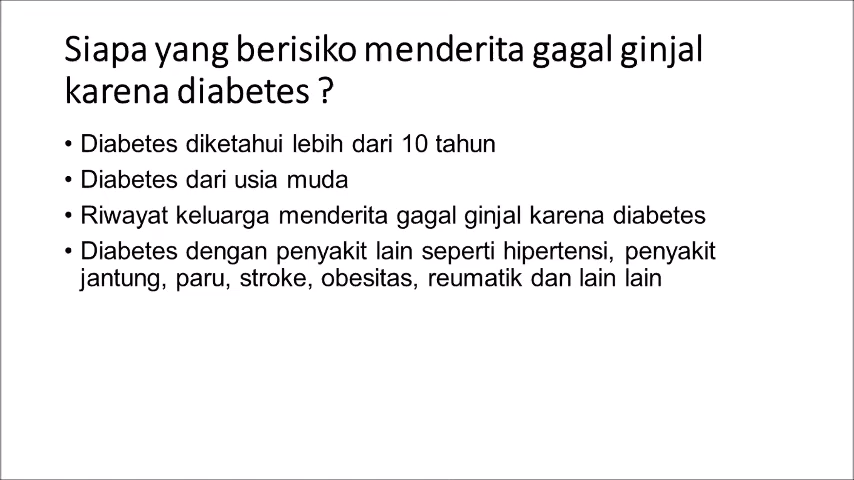 Siapa yang berisiko menderita gagal ginjal
karena diabetes ?
• Diabetes diketahui lebih dari 10 tahun
• Diabetes dari usia muda
• Riwayat keluarga menderita gagal ginjal karena diabetes
• Diabetes dengan penyakit lain seperti hipertensi, penyakit
jantung, paru, stroke, obesitas, reumatik dan lain lain